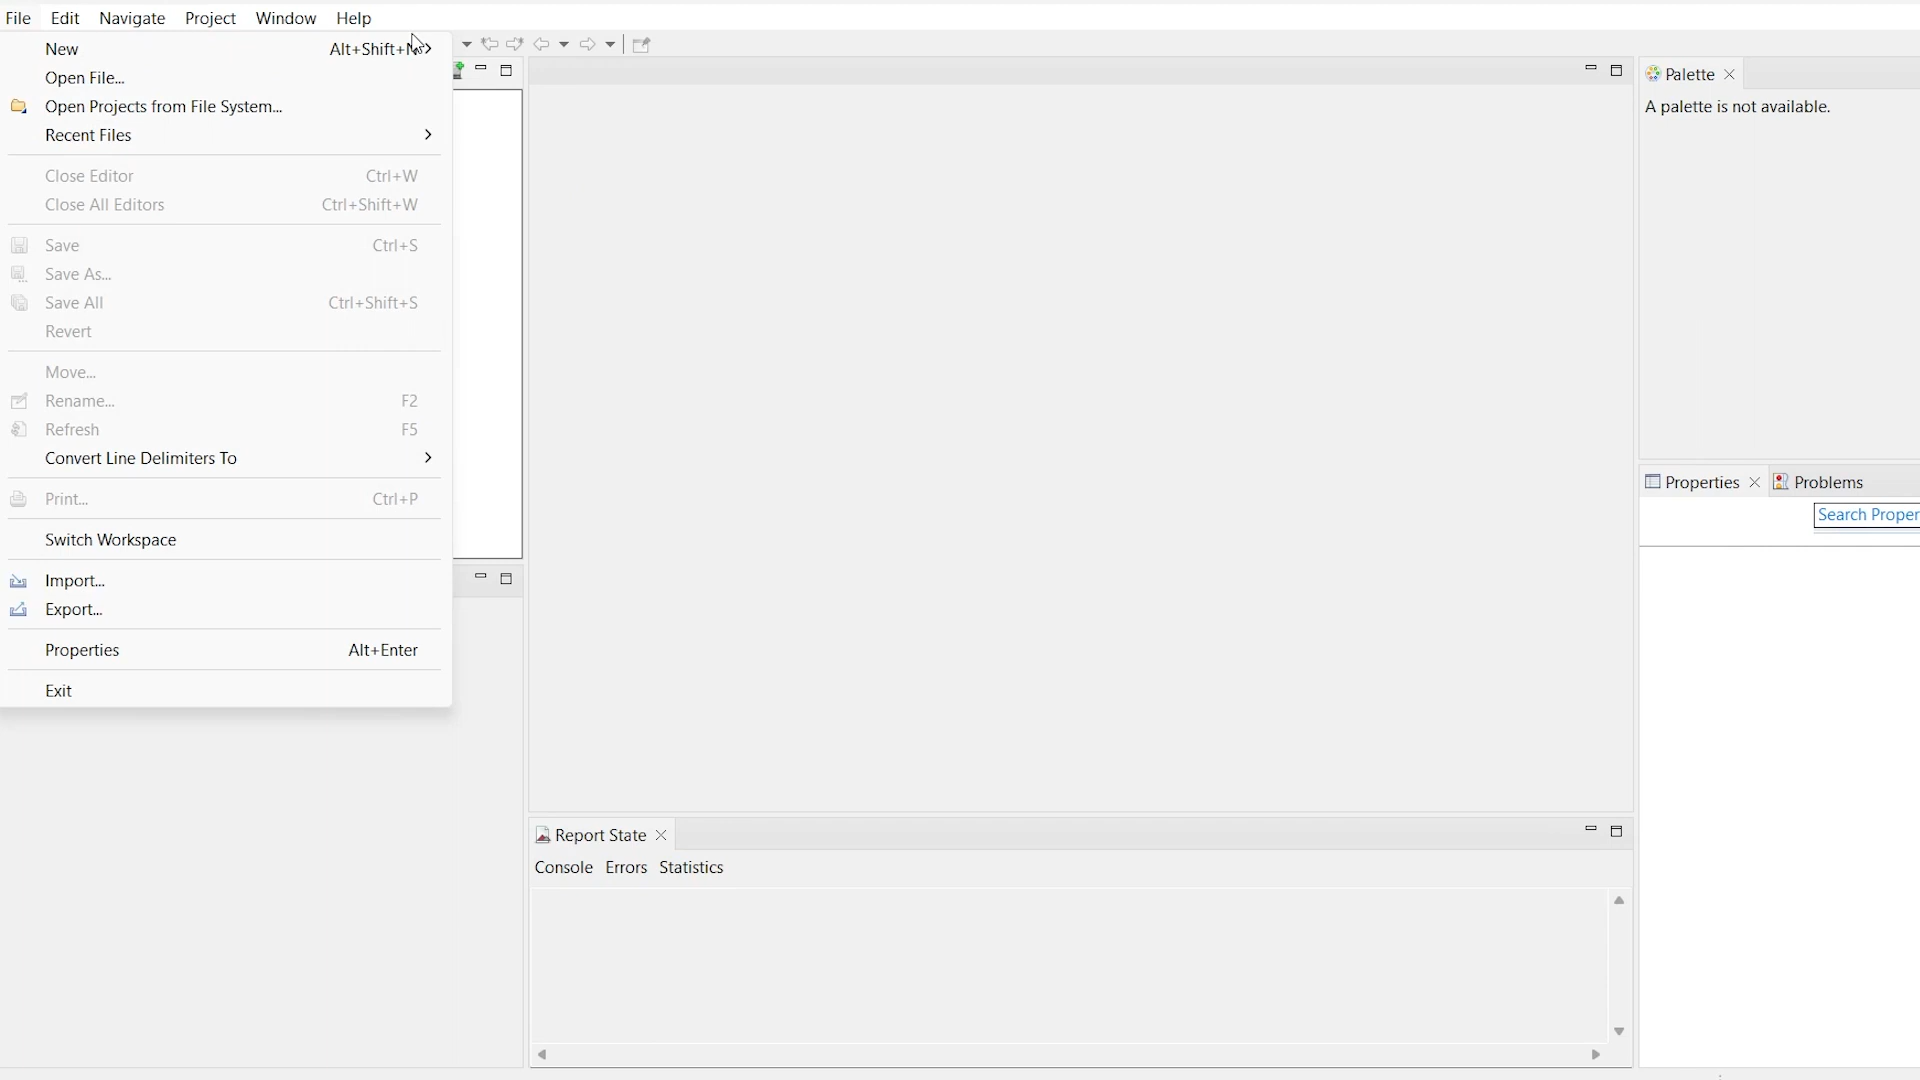 File Edit Navigate Project Window Help
New Alt+Shift+N
Open File...
Open Projects from File System...
Recent Files
Close Editor Ctrl+W
Close All Editors Ctrl+Shift+W
Save Ctrl+S
Save As...
Save All Ctrl+Shift+S
Revert
Move...
Rename... F2
Refresh F5
Convert Line Delimiters To
Print... Ctrl+P
Switch Workspace
Import...
Export...
Properties Alt+Enter
Exit
Report State
Console Errors Statistics
Palette
A palette is not available.
Properties Problems
Search Proper